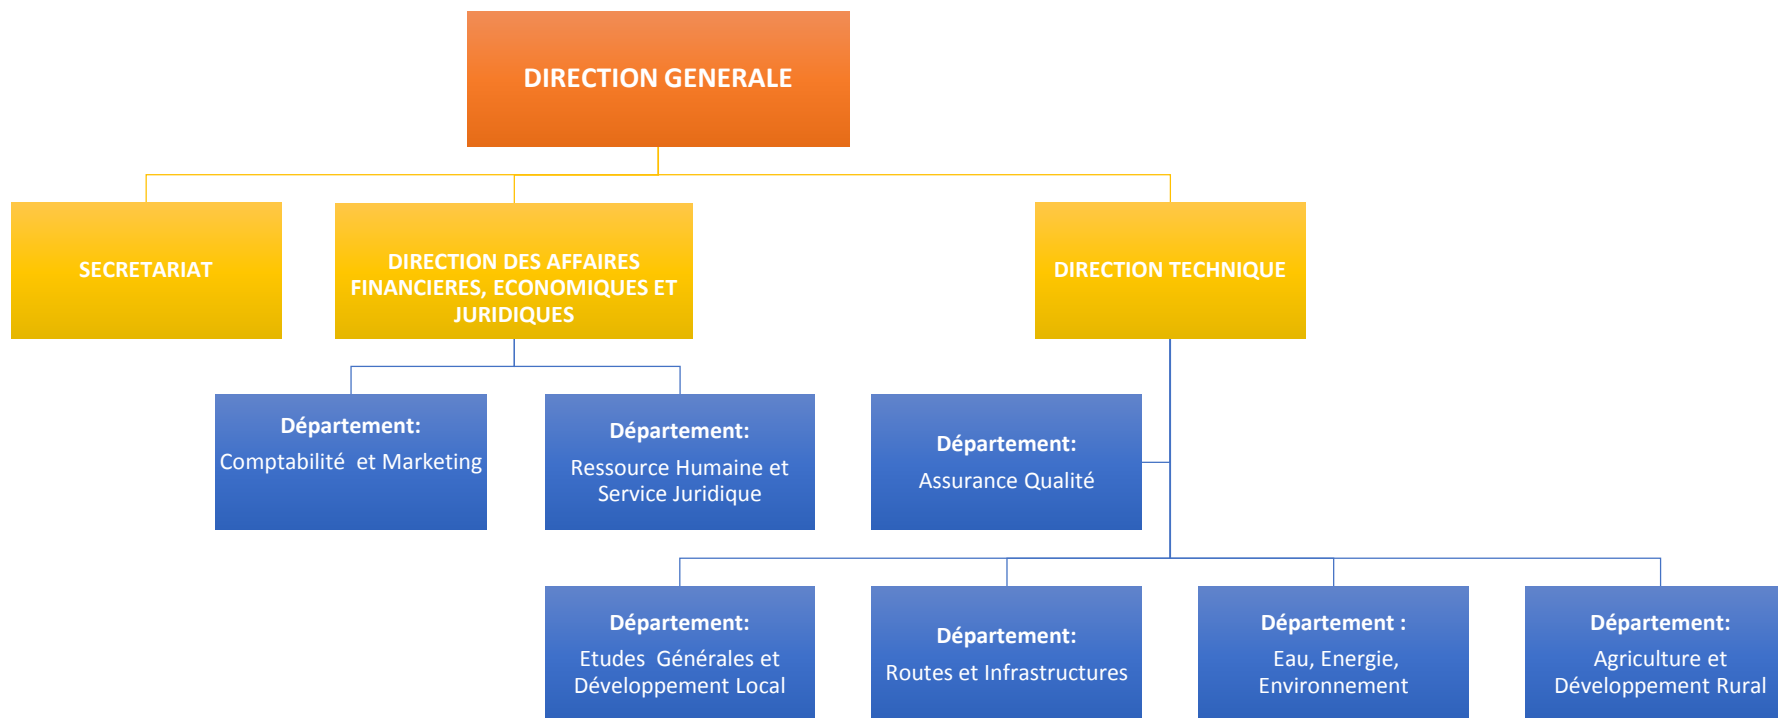 DIRECTION GENERALE
SECRETARIAT
DIRECTION DES AFFAIRES
FINANCIERES, ECONOMIQUES ET
JURIDIQUES
DIRECTION TECHNIQUE
Département:
Comptabilité  et Marketing
Département:
Ressource Humaine et
Service Juridique
Département:
Assurance Qualité
Département:
Etudes  Générales et
Développement Local
Département:
Routes et Infrastructures
Département :
Eau, Energie,
Environnement
Département:
Agriculture et
Développement Rural